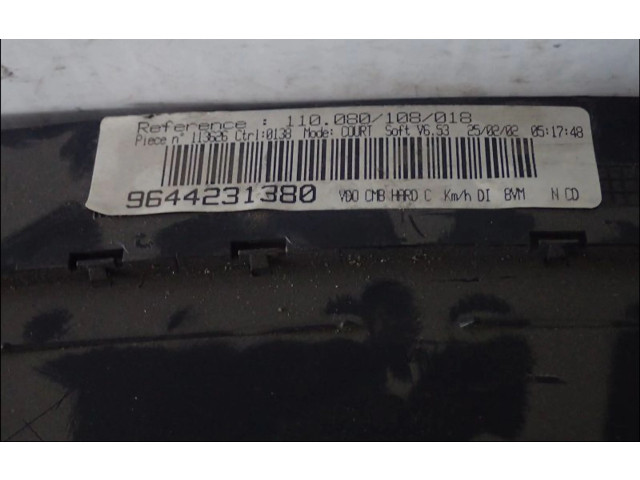 Reference : 110.080/108/018
Piece n° 113626 Ctrl:0138 Mode: COURT Soft V6.53 25/02/02 05:17:48
9644231380 VDO CMB HARD C Km/h DI BVM N CD